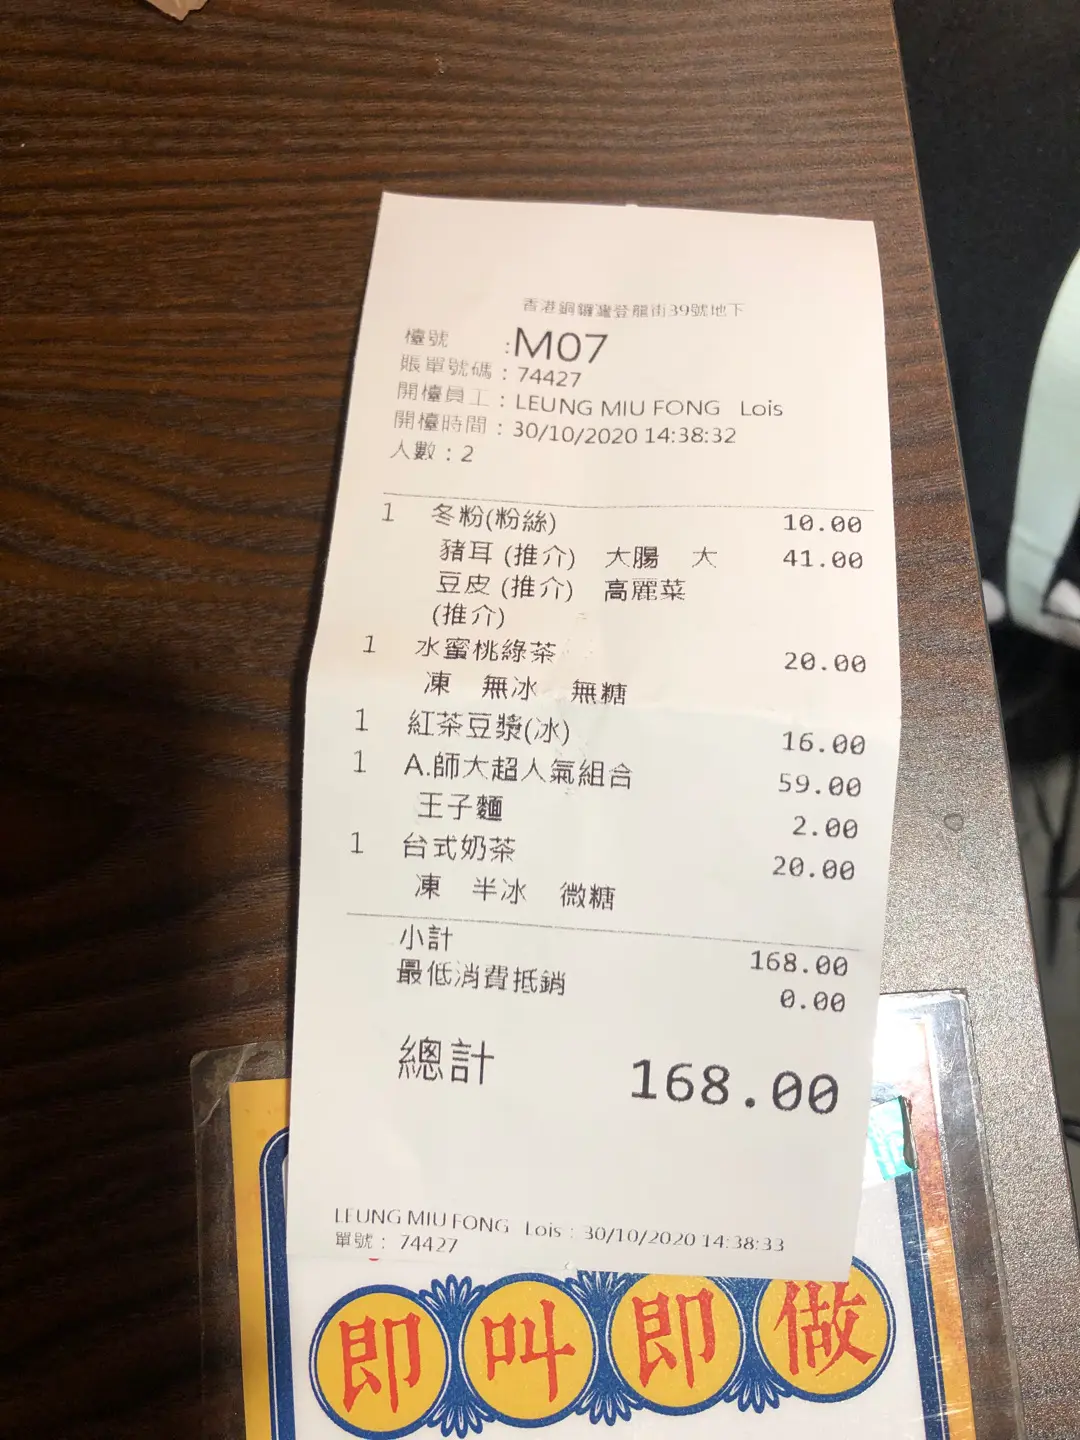 香港銅鑼灣登龍街39號地下
檯號 :M07
賬單號碼 : 74427
開檯員工 : LEUNG MIU FONG Lois
開檯時間 : 30/10/2020 14:38:32
人數 : 2
1 冬粉(粉絲) 10.00
豬耳 (推介) 大腸 大 41.00
豆皮 (推介) 高麗菜
(推介)
1 水蜜桃綠茶 20.00
凍 無冰 無糖
1 紅茶豆漿(冰) 16.00
1 A.師大超人氣組合 59.00
王子麵 2.00
1 台式奶茶 20.00
凍 半冰 微糖
小計 168.00
最低消費抵銷 0.00
總計 168.00
LEUNG MIU FONG Lois : 30/10/2020 14:38:33
單號 : 74427
即叫即做